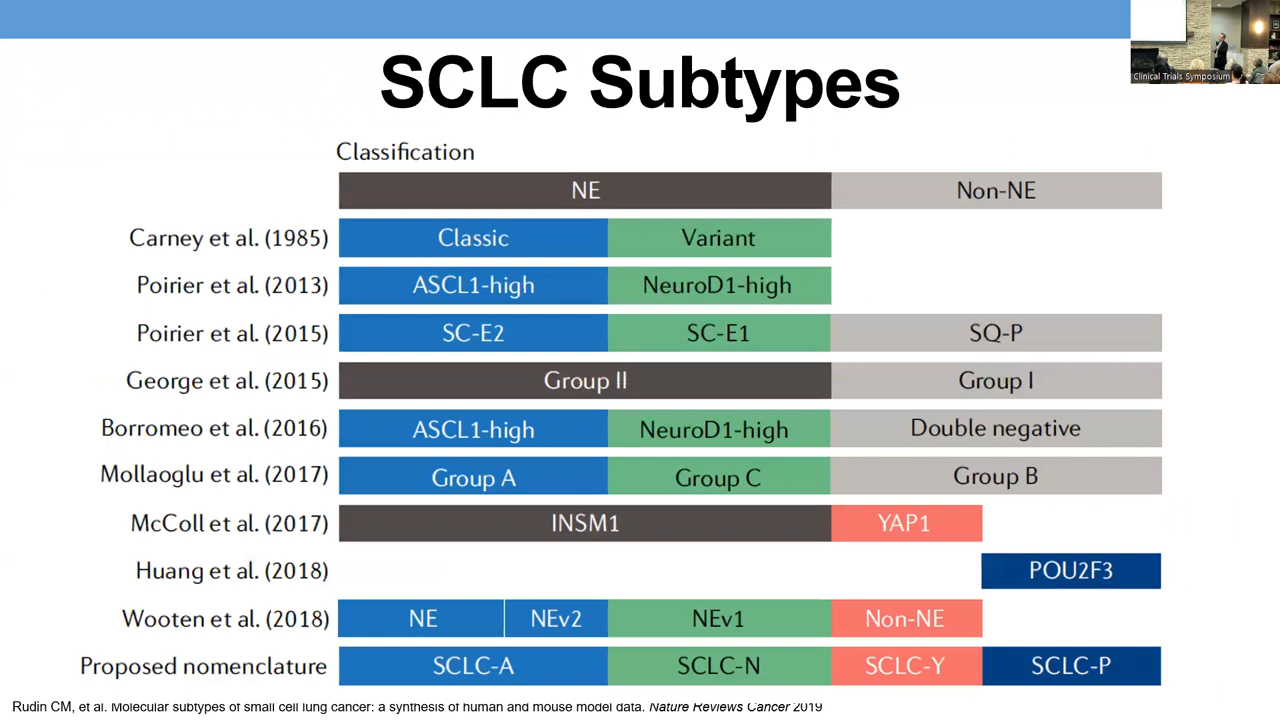 Clinical Trials Symposium
SCLC Subtypes
Classification
NE Non-NE
Carney et al. (1985) Classic Variant
Poirier et al. (2013) ASCL1-high NeuroD1-high
Poirier et al. (2015) SC-E2 SC-E1 SQ-P
George et al. (2015) Group II Group I
Borromeo et al. (2016) ASCL1-high NeuroD1-high Double negative
Mollaoglu et al. (2017) Group A Group C Group B
McColl et al. (2017) INSM1 YAP1
Huang et al. (2018) POU2F3
Wooten et al. (2018) NE NEv2 NEv1 Non-NE
Proposed nomenclature SCLC-A SCLC-N SCLC-Y SCLC-P
Rudin CM, et al. Molecular subtypes of small cell lung cancer: a synthesis of human and mouse model data. Nature Reviews Cancer 2019